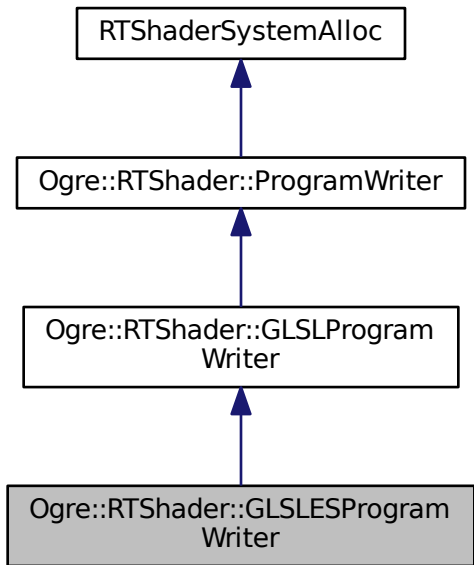 RTShaderSystemAlloc
Ogre::RTShader::ProgramWriter
Ogre::RTShader::GLSLProgram
Writer
Ogre::RTShader::GLSLESProgram
Writer